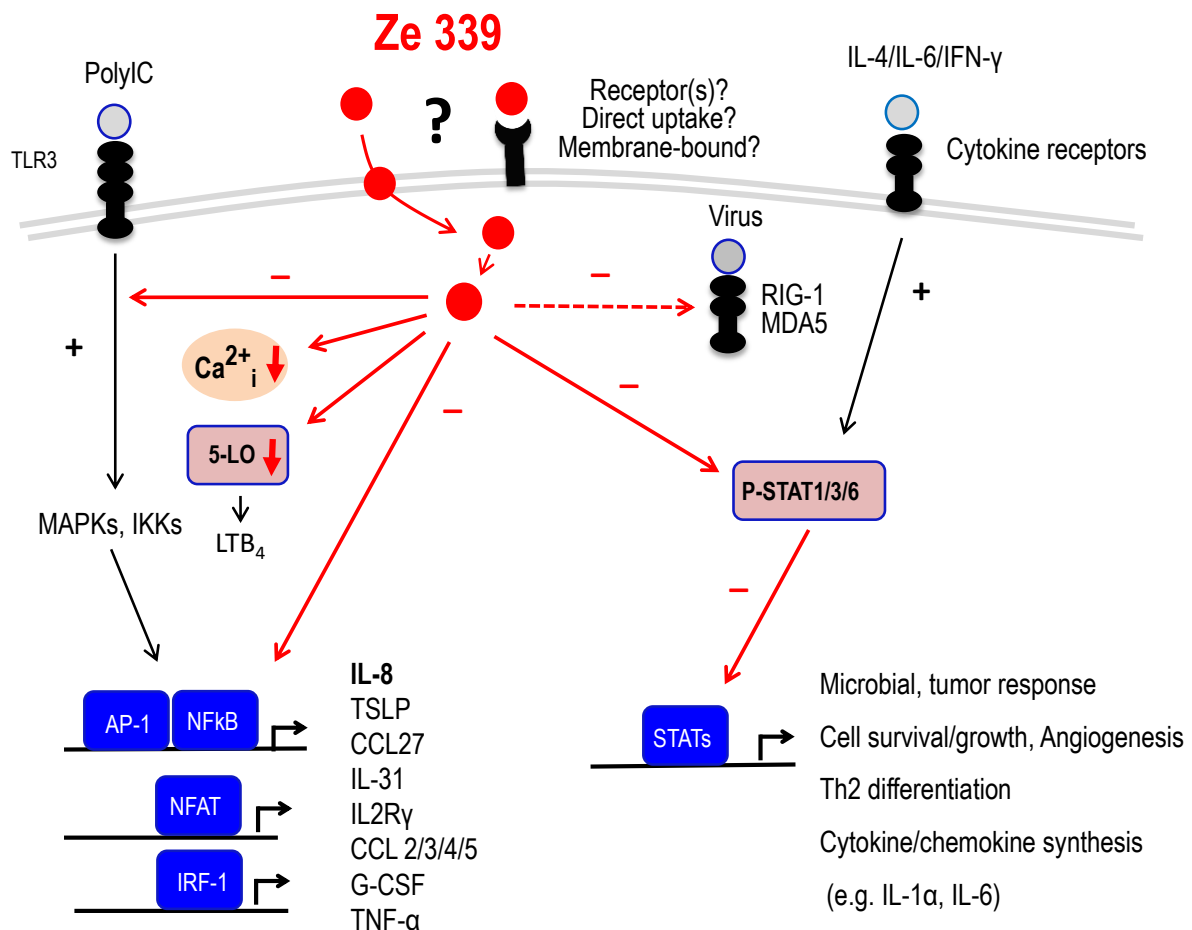 Ze 339
PolyIC
TLR3
?
Receptor(s)?
Direct uptake?
Membrane-bound?
IL-4/IL-6/IFN-γ
Cytokine receptors
Virus
RIG-1
MDA5
–
–
+
+
Ca²⁺ᵢ
–
–
5-LO
P-STAT1/3/6
MAPKs, IKKs
LTB₄
–
IL-8
TSLP
CCL27
IL-31
IL2Rγ
CCL 2/3/4/5
G-CSF
TNF-α
AP-1
NFkB
NFAT
IRF-1
STATs
Microbial, tumor response
Cell survival/growth, Angiogenesis
Th2 differentiation
Cytokine/chemokine synthesis
(e.g. IL-1α, IL-6)